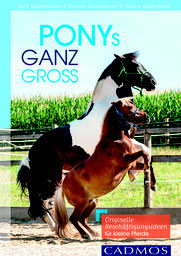 PONYS
GANZ
GROSS
Originelle
Beschäftigungsideen
für kleine Pferde
CADMOS